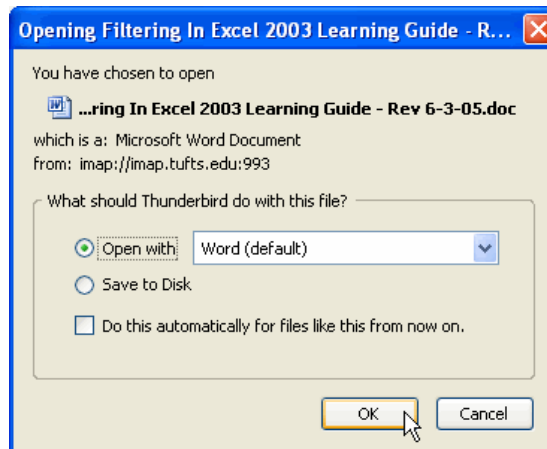 Opening Filtering In Excel 2003 Learning Guide - R...
You have chosen to open
...ring In Excel 2003 Learning Guide - Rev 6-3-05.doc
which is a: Microsoft Word Document
from: imap://imap.tufts.edu:993
What should Thunderbird do with this file?
Open with Word (default)
Save to Disk
Do this automatically for files like this from now on.
OK Cancel